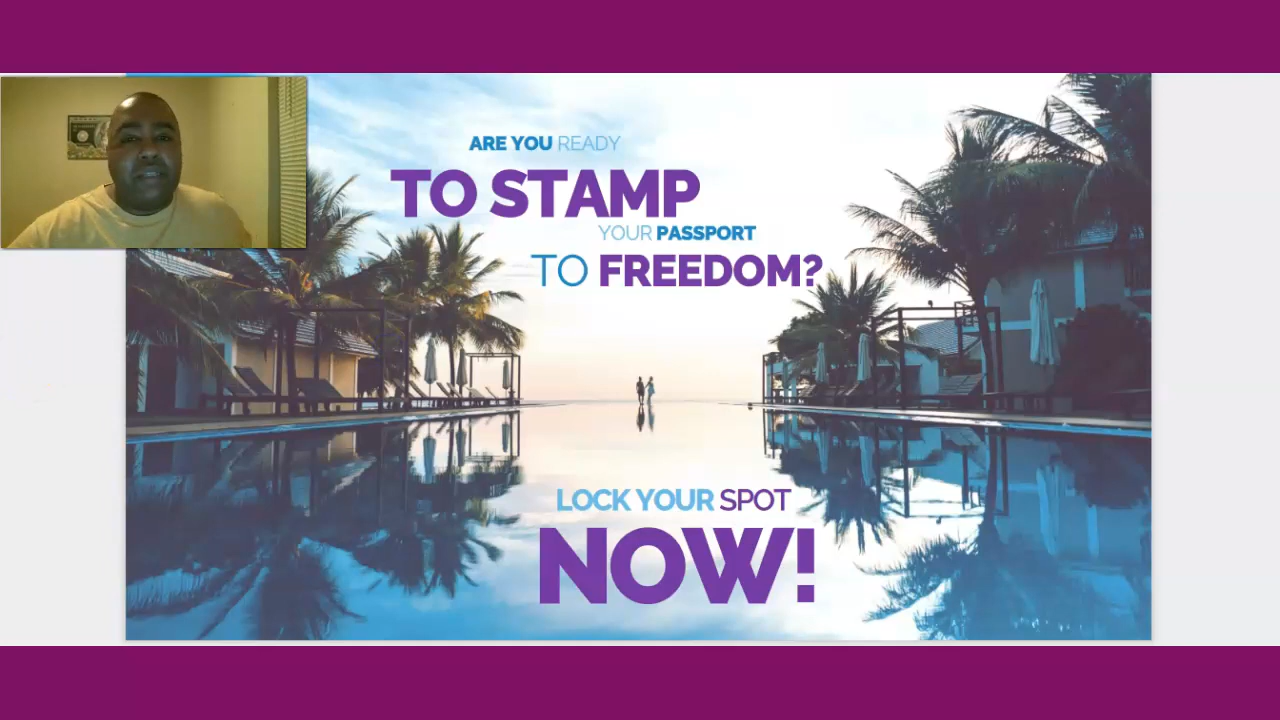 ARE YOU READY
TO STAMP
YOUR PASSPORT
TO FREEDOM?
LOCK YOUR SPOT
NOW!